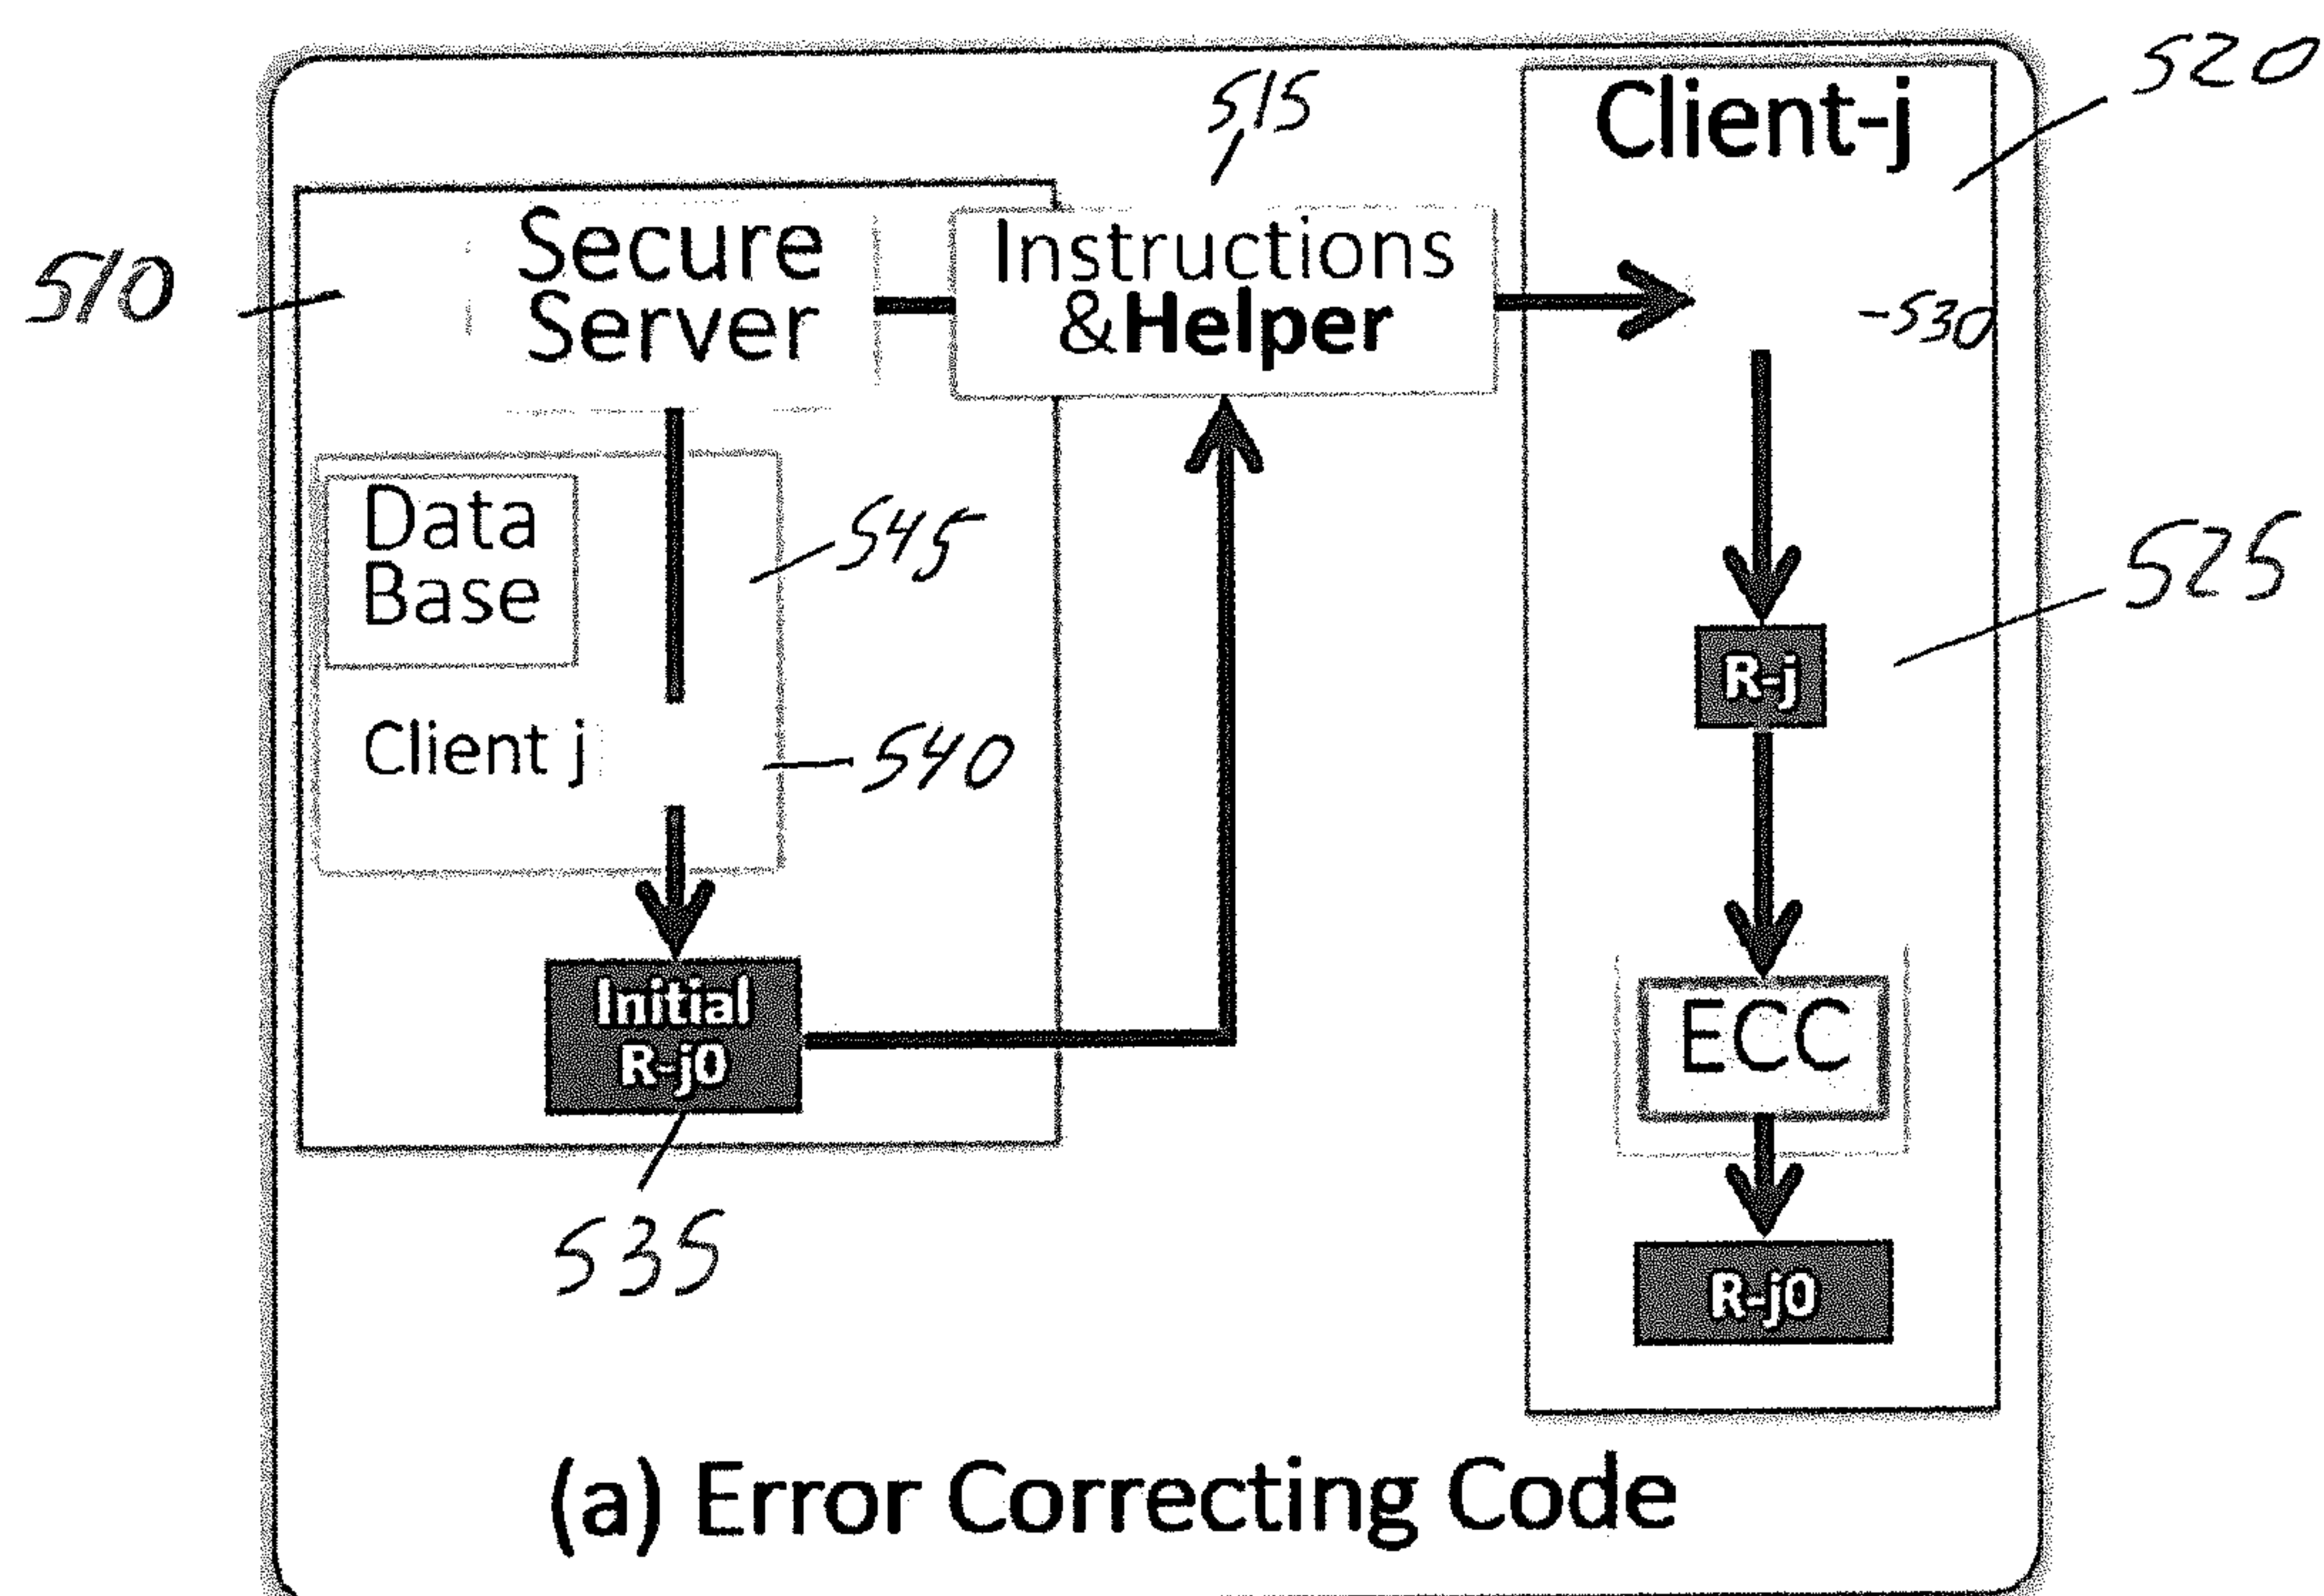 520
515
Client-j
510
Secure
Server
Instructions
&Helper
-530
Data
Base
545
525
R-j
Client j
540
Initial
R-j0
ECC
535
R-j0
(a) Error Correcting Code